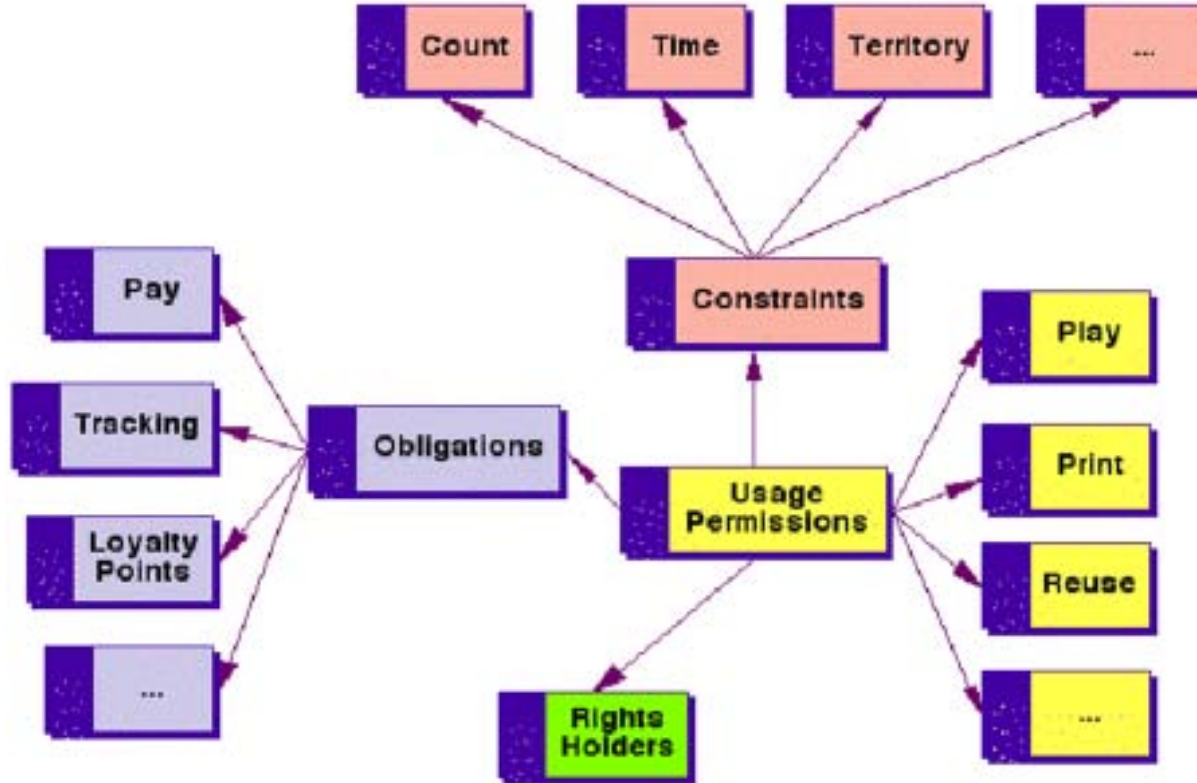 Count
Time
Territory
...
Constraints
Pay
Play
Tracking
Obligations
Print
Usage
Permissions
Loyalty
Points
Reuse
...
...
Rights
Holders